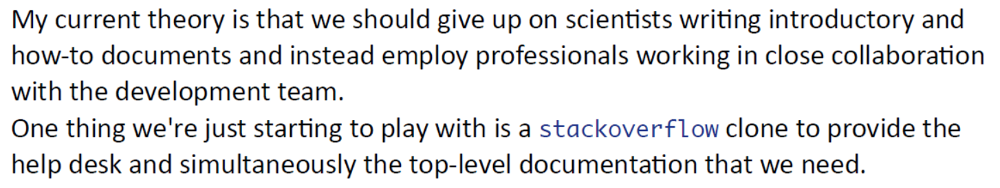 My current theory is that we should give up on scientists writing introductory and
how-to documents and instead employ professionals working in close collaboration
with the development team.
One thing we're just starting to play with is a stackoverflow clone to provide the
help desk and simultaneously the top-level documentation that we need.